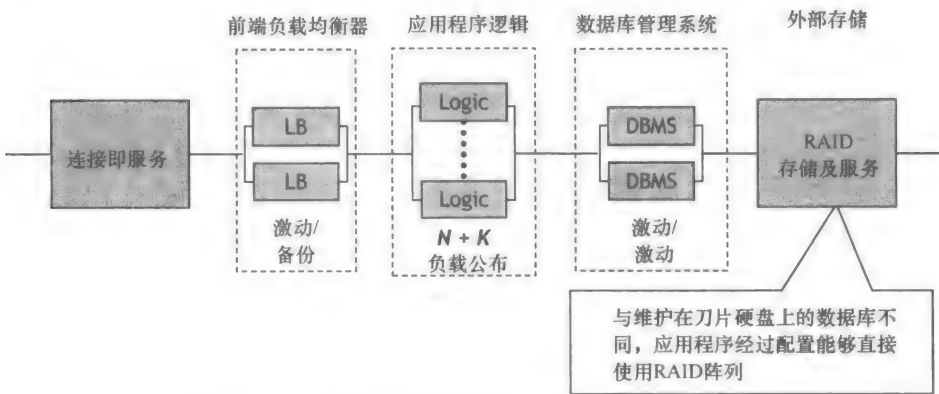 前端负载均衡器
应用程序逻辑
数据库管理系统
外部存储
连接即服务
LB
LB
激动/
备份
Logic
Logic
N + K
负载公布
DBMS
DBMS
激动/
激动
RAID
存储及服务
与维护在刀片硬盘上的数据库不
同，应用程序经过配置能够直接
使用RAID阵列